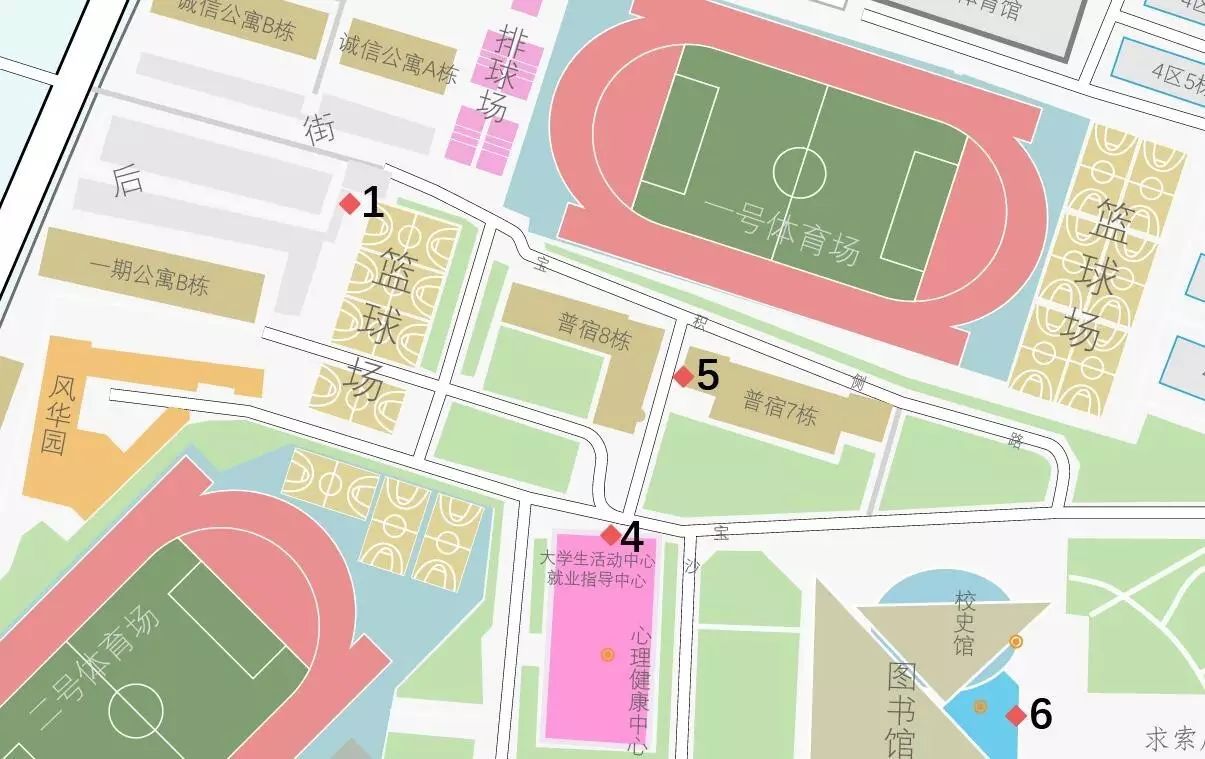 诚信公寓B栋
诚信公寓A栋
排球场
体育馆
4区
4区5栋
后街
1
一号体育场
篮球场
一期公寓B栋
篮球场
宝积侧路
普宿8栋
5
普宿7栋
风华园
4
大学生活动中心
就业指导中心
宝沙
二号体育场
心理健康中心
校史馆
图书馆
6
求索